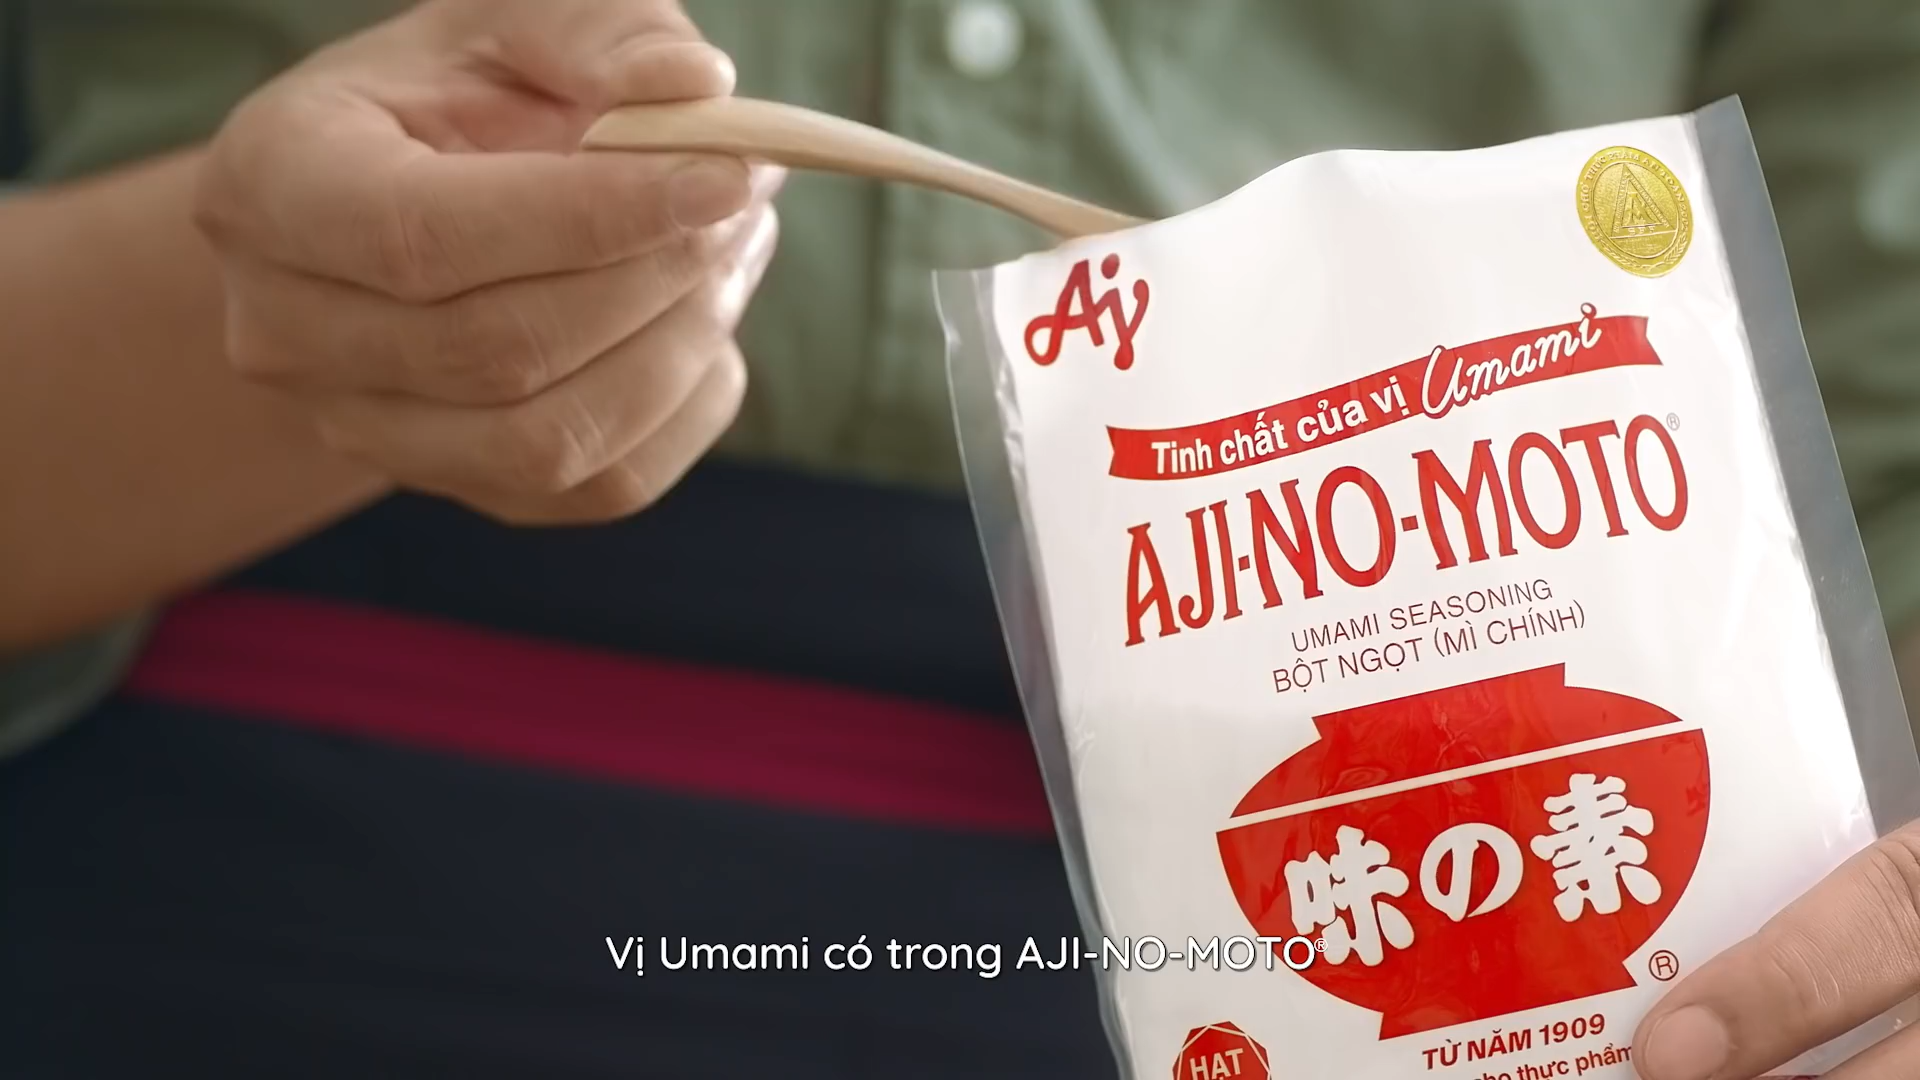 Aj
Tinh chất của vị Umami
AJI-NO-MOTO®
UMAMI SEASONING
BỘT NGỌT (MÌ CHÍNH)
味の素
®
Vị Umami có trong AJI-NO-MOTO®
TỪ NĂM 1909
cho thực phẩm
HẠT